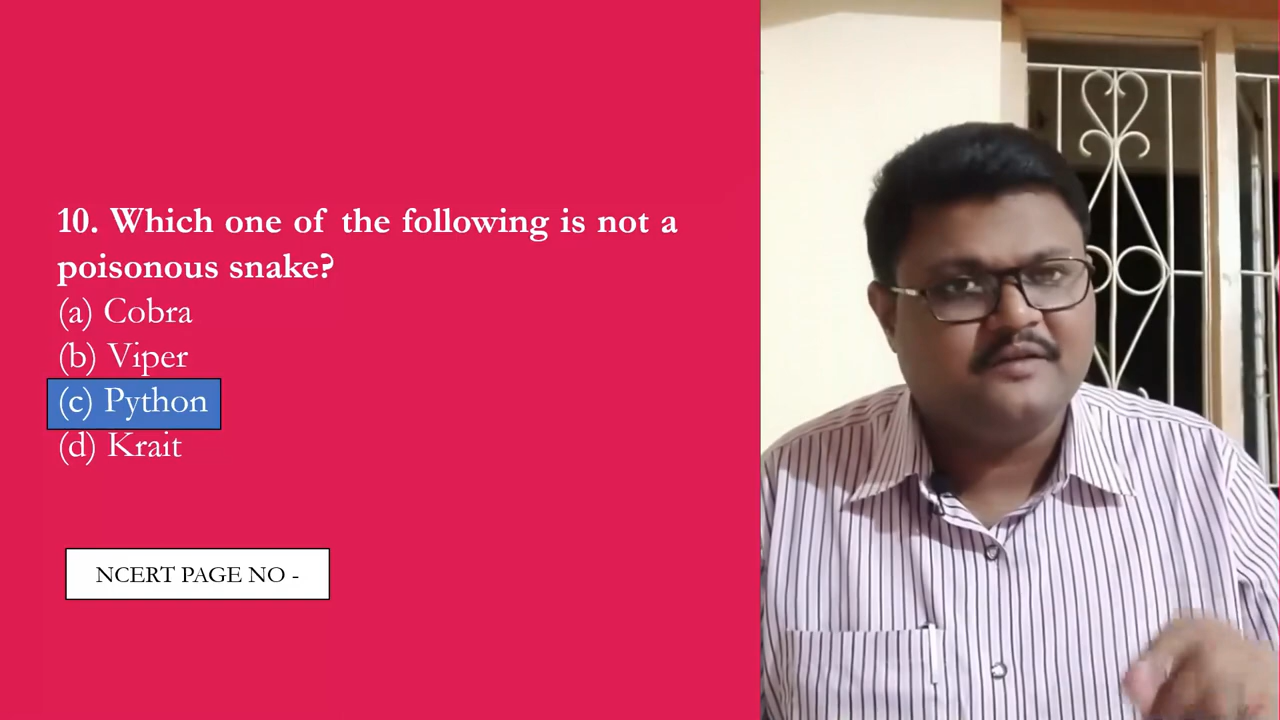 10. Which one of the following is not a
poisonous snake?
(a) Cobra
(b) Viper
(c) Python
(d) Krait
NCERT PAGE NO -